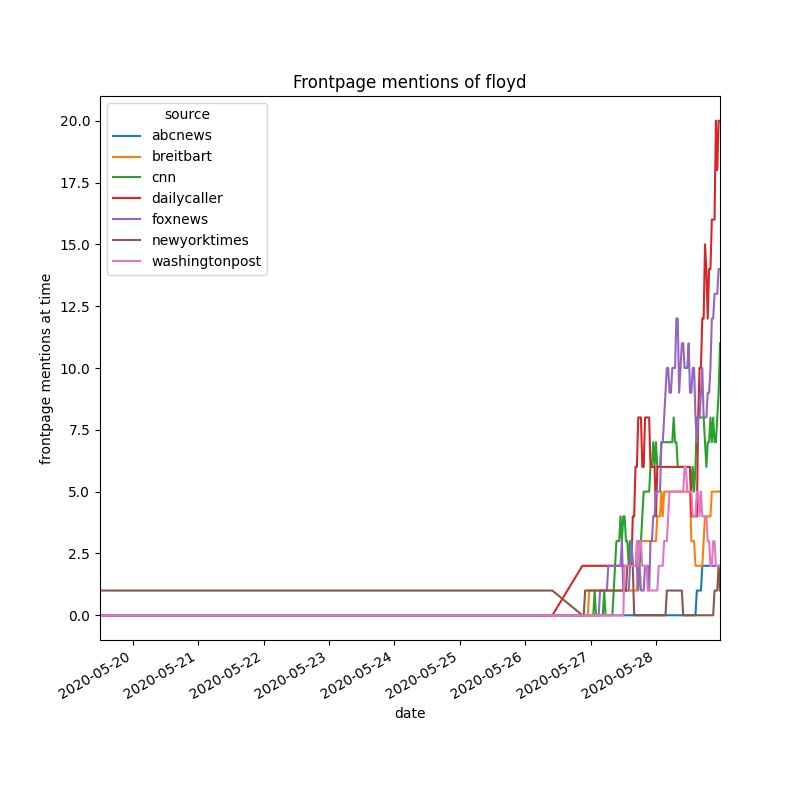 Frontpage mentions of floyd
source
abcnews
breitbart
cnn
dailycaller
foxnews
newyorktimes
washingtonpost
20.0
17.5
15.0
12.5
10.0
7.5
5.0
2.5
0.0
frontpage mentions at time
2020-05-20
2020-05-21
2020-05-22
2020-05-23
2020-05-24
2020-05-25
2020-05-26
2020-05-27
2020-05-28
date